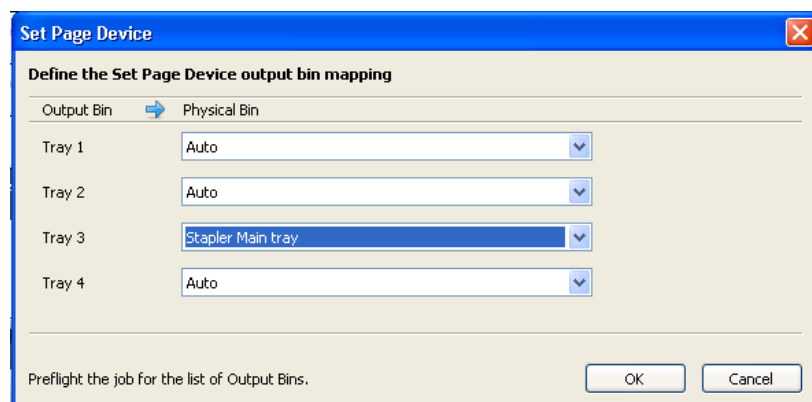 Set Page Device
Define the Set Page Device output bin mapping
Output Bin Physical Bin
Tray 1 Auto
Tray 2 Auto
Tray 3 Stapler Main tray
Tray 4 Auto
Preflight the job for the list of Output Bins. OK Cancel